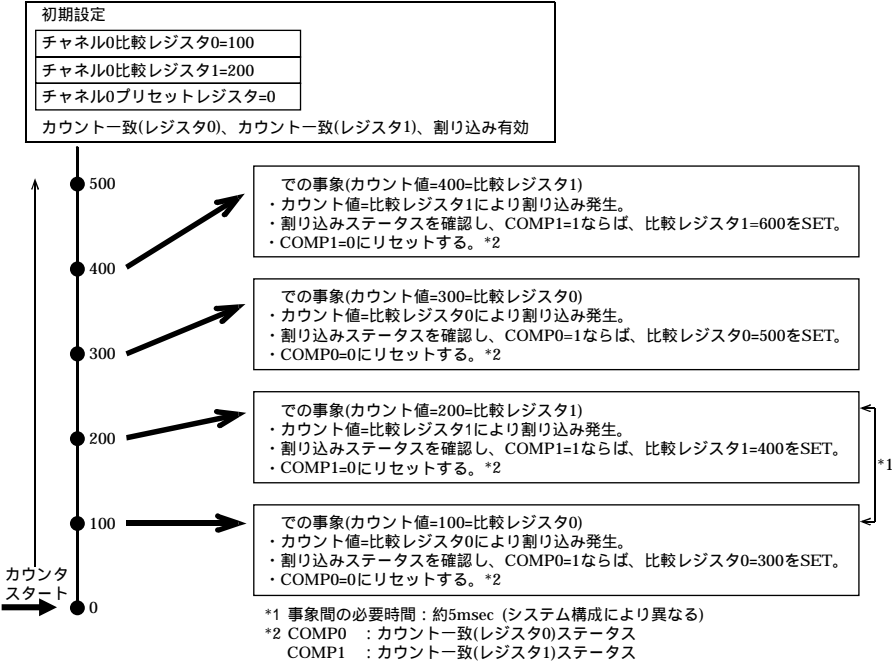 初期設定
チャネル0比較レジスタ0=100
チャネル0比較レジスタ1=200
チャネル0プリセットレジスタ=0
カウント一致(レジスタ0)、カウント一致(レジスタ1)、割り込み有効
500
での事象(カウント値=400=比較レジスタ1)
・カウント値=比較レジスタ1により割り込み発生。
・割り込みステータスを確認し、COMP1=1ならば、比較レジスタ1=600をSET。
・COMP1=0にリセットする。*2
400
での事象(カウント値=300=比較レジスタ0)
・カウント値=比較レジスタ0により割り込み発生。
・割り込みステータスを確認し、COMP0=1ならば、比較レジスタ0=500をSET。
・COMP0=0にリセットする。*2
300
での事象(カウント値=200=比較レジスタ1)
・カウント値=比較レジスタ1により割り込み発生。
・割り込みステータスを確認し、COMP1=1ならば、比較レジスタ1=400をSET。
・COMP1=0にリセットする。*2
200
*1
での事象(カウント値=100=比較レジスタ0)
・カウント値=比較レジスタ0により割り込み発生。
・割り込みステータスを確認し、COMP0=1ならば、比較レジスタ0=300をSET。
・COMP0=0にリセットする。*2
100
カウンタ
スタート
0
*1 事象間の必要時間：約5msec (システム構成により異なる)
*2 COMP0 ：カウント一致(レジスタ0)ステータス
COMP1 ：カウント一致(レジスタ1)ステータス